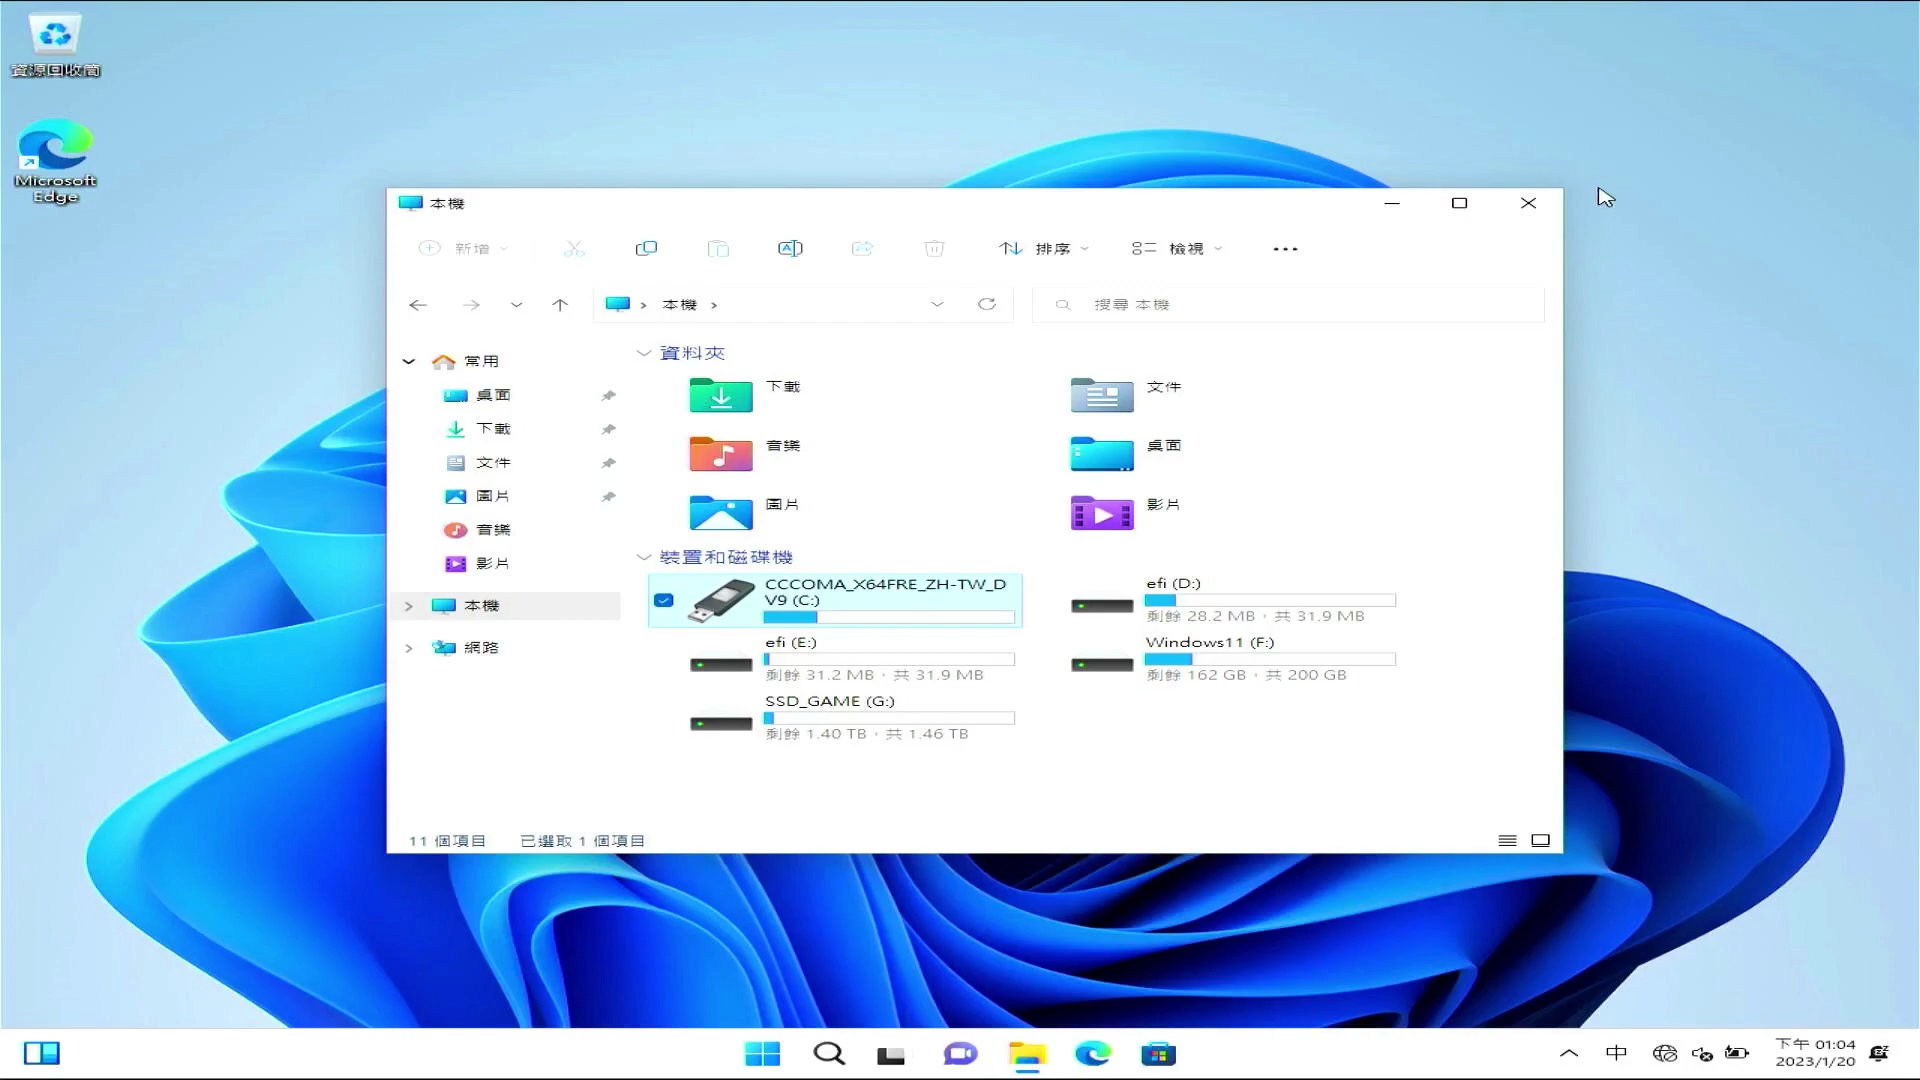 資源回收筒
Microsoft
Edge
本機
新增
排序
檢視
本機
搜尋 本機
常用
桌面
下載
文件
圖片
音樂
影片
本機
網路
資料夾
下載
文件
音樂
桌面
圖片
影片
裝置和磁碟機
CCCOMA_X64FRE_ZH-TW_D
V9 (C:)
efi (D:)
剩餘 28.2 MB，共 31.9 MB
efi (E:)
剩餘 31.2 MB，共 31.9 MB
Windows11 (F:)
剩餘 162 GB，共 200 GB
SSD_GAME (G:)
剩餘 1.40 TB，共 1.46 TB
11 個項目 已選取 1 個項目
中
下午 01:04
2023/1/20